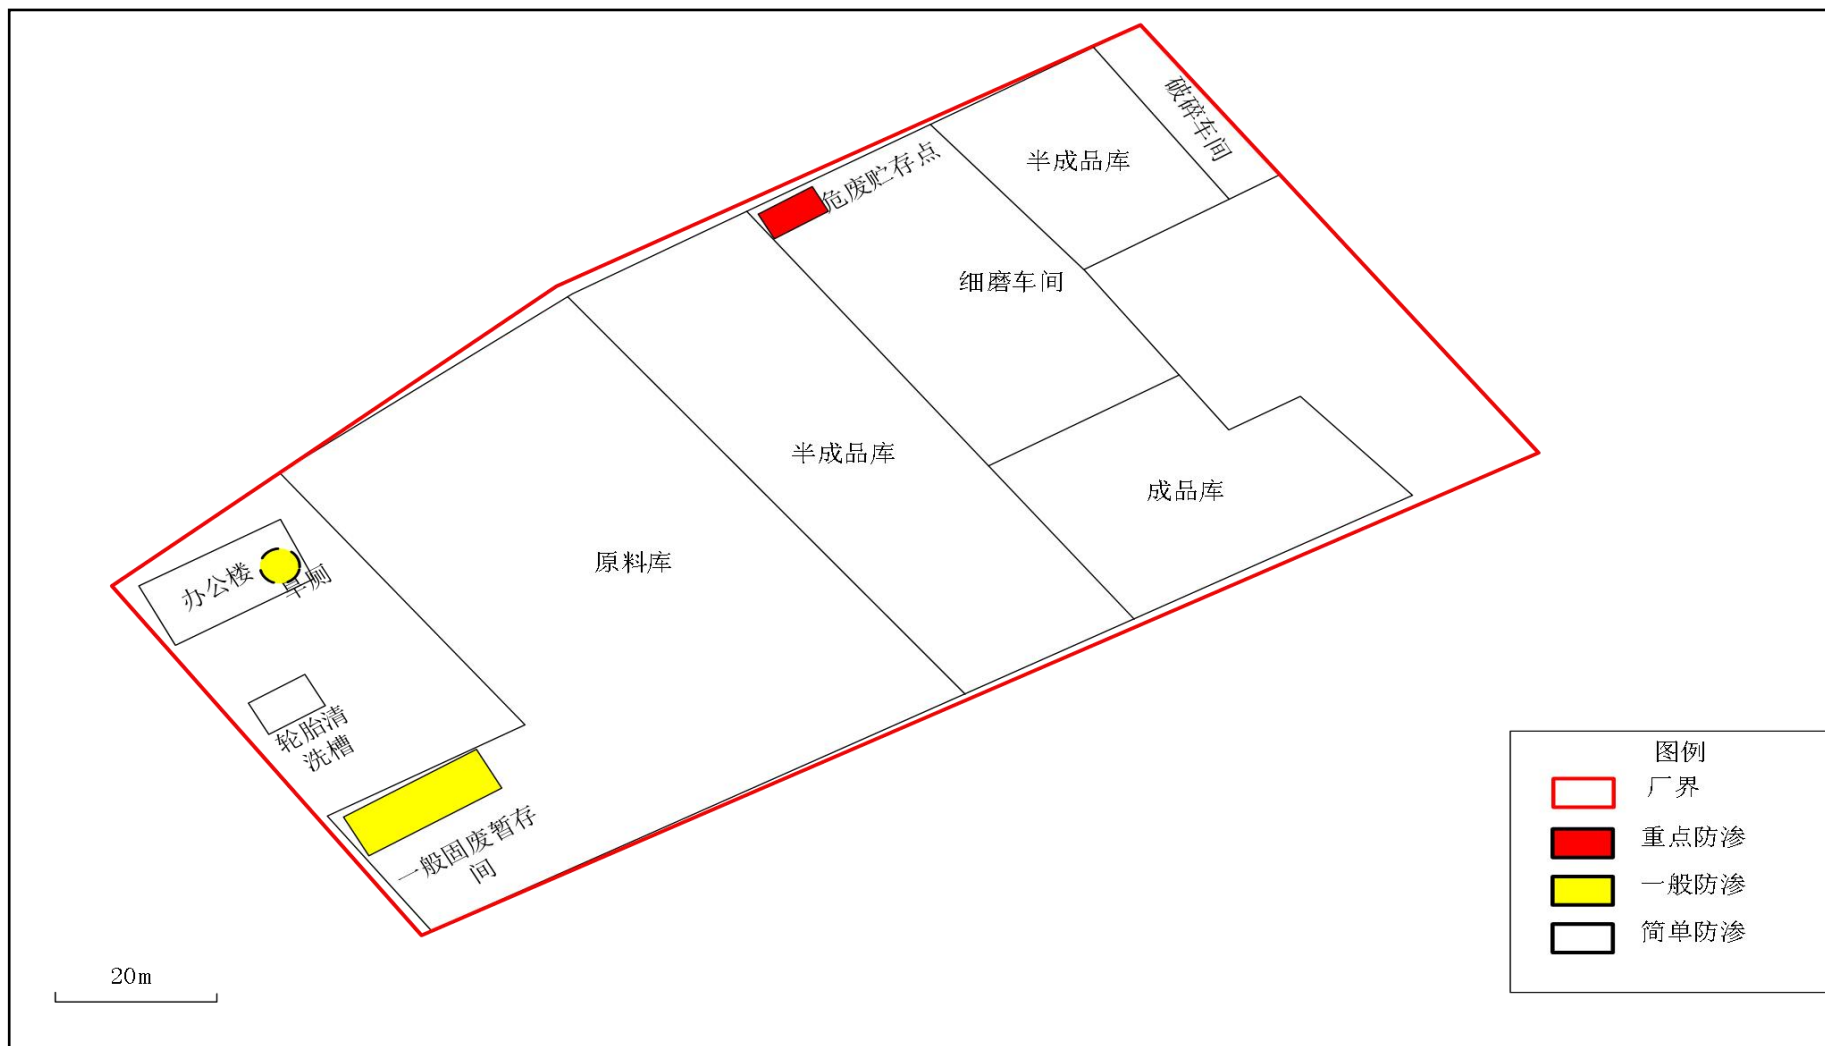 破碎车间
半成品库
危废贮存点
细磨车间
半成品库
成品库
原料库
办公楼
旱厕
轮胎清
洗槽
一般固废暂存
间
20m
图例
厂界
重点防渗
一般防渗
简单防渗